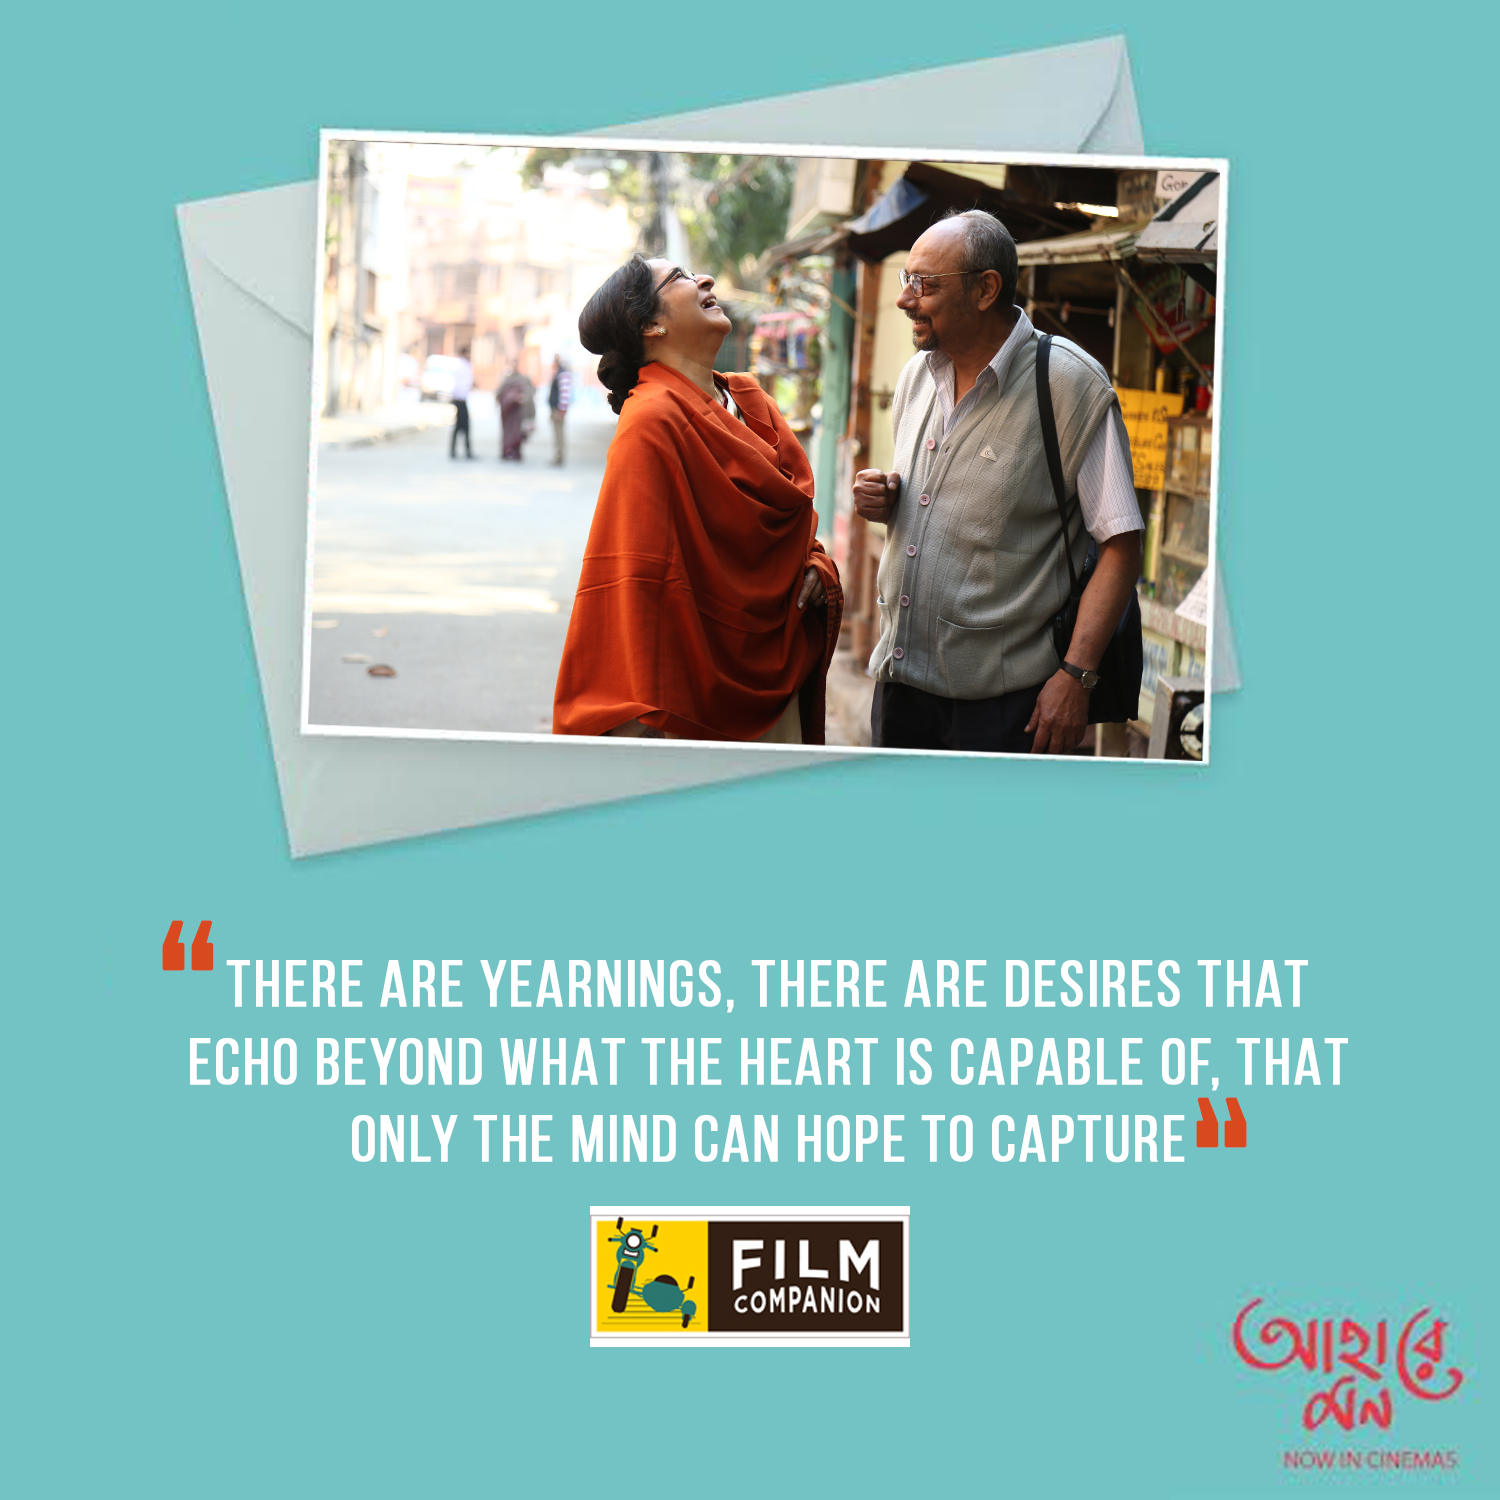 Gop
“THERE ARE YEARNINGS, THERE ARE DESIRES THAT
ECHO BEYOND WHAT THE HEART IS CAPABLE OF, THAT
ONLY THE MIND CAN HOPE TO CAPTURE”
FILM
COMPANION
আহা রে
মন
NOW IN CINEMAS